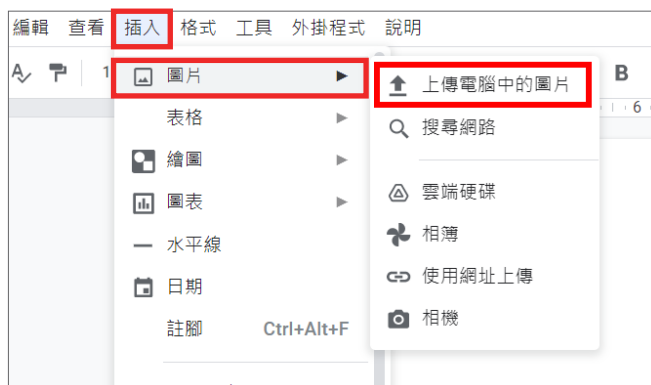 編輯 查看 插入 格式 工具 外掛程式 說明
圖片
表格
繪圖
圖表
水平線
日期
註腳 Ctrl+Alt+F
上傳電腦中的圖片
搜尋網路
雲端硬碟
相簿
使用網址上傳
相機
B
6